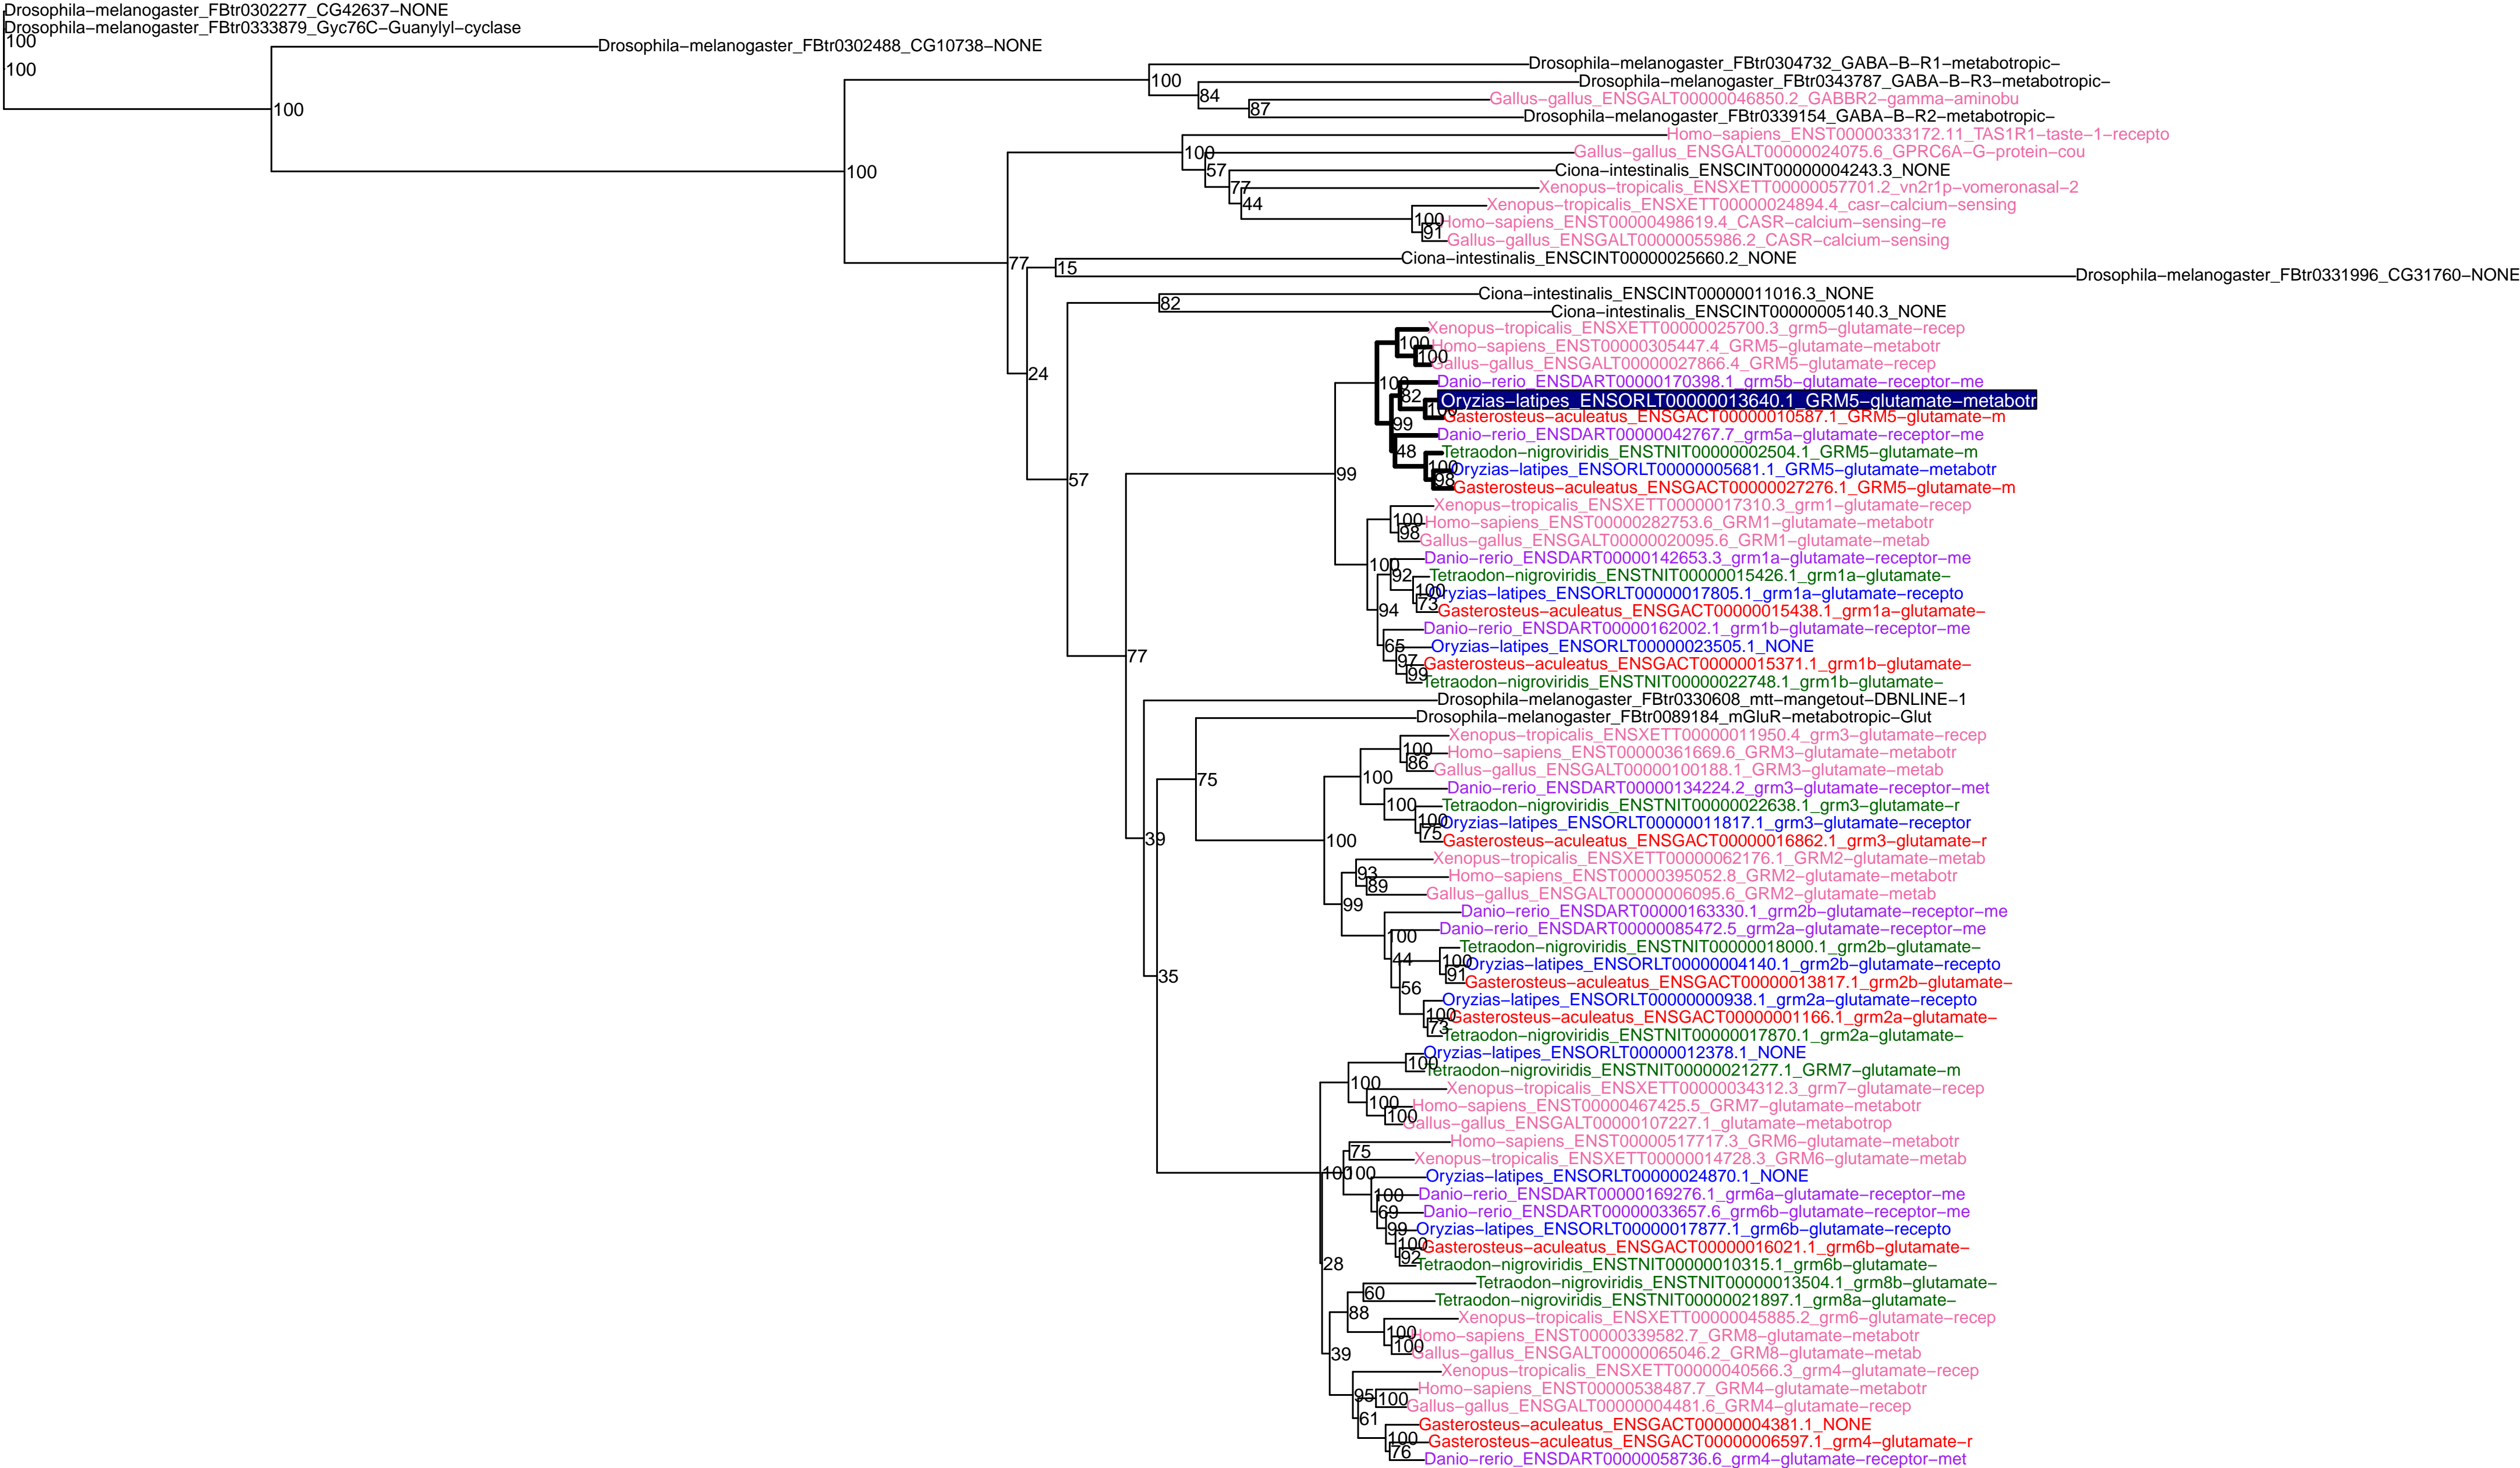 Drosophila−melanogaster_FBtr0302277_CG42637−NONE
Drosophila−melanogaster_FBtr0333879_Gyc76C−Guanylyl−cyclase
100
Drosophila−melanogaster_FBtr0302488_CG10738−NONE
100
Drosophila−melanogaster_FBtr0304732_GABA−B−R1−metabotropic−
100
Drosophila−melanogaster_FBtr0343787_GABA−B−R3−metabotropic−
84
Gallus−gallus_ENSGALT00000046850.2_GABBR2−gamma−aminobu
100
87
Drosophila−melanogaster_FBtr0339154_GABA−B−R2−metabotropic−
Homo−sapiens_ENST00000333172.11_TAS1R1−taste−1−recepto
100
Gallus−gallus_ENSGALT00000024075.6_GPRC6A−G−protein−cou
100
57
Ciona−intestinalis_ENSCINT00000004243.3_NONE
77
Xenopus−tropicalis_ENSXETT00000057701.2_vn2r1p−vomeronasal−2
44
Xenopus−tropicalis_ENSXETT00000024894.4_casr−calcium−sensing
100
Homo−sapiens_ENST00000498619.4_CASR−calcium−sensing−re
91
Gallus−gallus_ENSGALT00000055986.2_CASR−calcium−sensing
77
Ciona−intestinalis_ENSCINT00000025660.2_NONE
15
Drosophila−melanogaster_FBtr0331996_CG31760−NONE
Ciona−intestinalis_ENSCINT00000011016.3_NONE
82
Ciona−intestinalis_ENSCINT00000005140.3_NONE
Xenopus−tropicalis_ENSXETT00000025700.3_grm5−glutamate−recep
100
Homo−sapiens_ENST00000305447.4_GRM5−glutamate−metabotr
100
Gallus−gallus_ENSGALT00000027866.4_GRM5−glutamate−recep
24
100
Danio−rerio_ENSDART00000170398.1_grm5b−glutamate−receptor−me
82
Oryzias−latipes_ENSORLT00000013640.1_GRM5−glutamate−metabotr
100
Gasterosteus−aculeatus_ENSGACT00000010587.1_GRM5−glutamate−m
99
Danio−rerio_ENSDART00000042767.7_grm5a−glutamate−receptor−me
48
Tetraodon−nigroviridis_ENSTNIT00000002504.1_GRM5−glutamate−m
100
Oryzias−latipes_ENSORLT00000005681.1_GRM5−glutamate−metabotr
57
99
98
Gasterosteus−aculeatus_ENSGACT00000027276.1_GRM5−glutamate−m
Xenopus−tropicalis_ENSXETT00000017310.3_grm1−glutamate−recep
100
Homo−sapiens_ENST00000282753.6_GRM1−glutamate−metabotr
98
Gallus−gallus_ENSGALT00000020095.6_GRM1−glutamate−metab
100
Danio−rerio_ENSDART00000142653.3_grm1a−glutamate−receptor−me
92
Tetraodon−nigroviridis_ENSTNIT00000015426.1_grm1a−glutamate−
100
Oryzias−latipes_ENSORLT00000017805.1_grm1a−glutamate−recepto
73
94
Gasterosteus−aculeatus_ENSGACT00000015438.1_grm1a−glutamate−
Danio−rerio_ENSDART00000162002.1_grm1b−glutamate−receptor−me
65
Oryzias−latipes_ENSORLT00000023505.1_NONE
77
97
Gasterosteus−aculeatus_ENSGACT00000015371.1_grm1b−glutamate−
99
Tetraodon−nigroviridis_ENSTNIT00000022748.1_grm1b−glutamate−
Drosophila−melanogaster_FBtr0330608_mtt−mangetout−DBNLINE−1
Drosophila−melanogaster_FBtr0089184_mGluR−metabotropic−Glut
Xenopus−tropicalis_ENSXETT00000011950.4_grm3−glutamate−recep
100
Homo−sapiens_ENST00000361669.6_GRM3−glutamate−metabotr
86
Gallus−gallus_ENSGALT00000100188.1_GRM3−glutamate−metab
75
100
Danio−rerio_ENSDART00000134224.2_grm3−glutamate−receptor−met
100
Tetraodon−nigroviridis_ENSTNIT00000022638.1_grm3−glutamate−r
100
Oryzias−latipes_ENSORLT00000011817.1_grm3−glutamate−receptor
75
39
100
Gasterosteus−aculeatus_ENSGACT00000016862.1_grm3−glutamate−r
Xenopus−tropicalis_ENSXETT00000062176.1_GRM2−glutamate−metab
93
Homo−sapiens_ENST00000395052.8_GRM2−glutamate−metabotr
89
Gallus−gallus_ENSGALT00000006095.6_GRM2−glutamate−metab
99
Danio−rerio_ENSDART00000163330.1_grm2b−glutamate−receptor−me
100
Danio−rerio_ENSDART00000085472.5_grm2a−glutamate−receptor−me
Tetraodon−nigroviridis_ENSTNIT00000018000.1_grm2b−glutamate−
44
100
Oryzias−latipes_ENSORLT00000004140.1_grm2b−glutamate−recepto
35
91
Gasterosteus−aculeatus_ENSGACT00000013817.1_grm2b−glutamate−
56
Oryzias−latipes_ENSORLT00000000938.1_grm2a−glutamate−recepto
100
Gasterosteus−aculeatus_ENSGACT00000001166.1_grm2a−glutamate−
73
Tetraodon−nigroviridis_ENSTNIT00000017870.1_grm2a−glutamate−
Oryzias−latipes_ENSORLT00000012378.1_NONE
100
Tetraodon−nigroviridis_ENSTNIT00000021277.1_GRM7−glutamate−m
100
Xenopus−tropicalis_ENSXETT00000034312.3_grm7−glutamate−recep
100
Homo−sapiens_ENST00000467425.5_GRM7−glutamate−metabotr
100
Gallus−gallus_ENSGALT00000107227.1_glutamate−metabotrop
Homo−sapiens_ENST00000517717.3_GRM6−glutamate−metabotr
75
Xenopus−tropicalis_ENSXETT00000014728.3_GRM6−glutamate−metab
100
100
Oryzias−latipes_ENSORLT00000024870.1_NONE
100
Danio−rerio_ENSDART00000169276.1_grm6a−glutamate−receptor−me
69
Danio−rerio_ENSDART00000033657.6_grm6b−glutamate−receptor−me
99
Oryzias−latipes_ENSORLT00000017877.1_grm6b−glutamate−recepto
100
Gasterosteus−aculeatus_ENSGACT00000016021.1_grm6b−glutamate−
92
28
Tetraodon−nigroviridis_ENSTNIT00000010315.1_grm6b−glutamate−
Tetraodon−nigroviridis_ENSTNIT00000013504.1_grm8b−glutamate−
60
Tetraodon−nigroviridis_ENSTNIT00000021897.1_grm8a−glutamate−
88
Xenopus−tropicalis_ENSXETT00000045885.2_grm6−glutamate−recep
100
Homo−sapiens_ENST00000339582.7_GRM8−glutamate−metabotr
100
39
Gallus−gallus_ENSGALT00000065046.2_GRM8−glutamate−metab
Xenopus−tropicalis_ENSXETT00000040566.3_grm4−glutamate−recep
95
Homo−sapiens_ENST00000538487.7_GRM4−glutamate−metabotr
100
Gallus−gallus_ENSGALT00000004481.6_GRM4−glutamate−recep
61
Gasterosteus−aculeatus_ENSGACT00000004381.1_NONE
100
Gasterosteus−aculeatus_ENSGACT00000006597.1_grm4−glutamate−r
76
Danio−rerio_ENSDART00000058736.6_grm4−glutamate−receptor−met